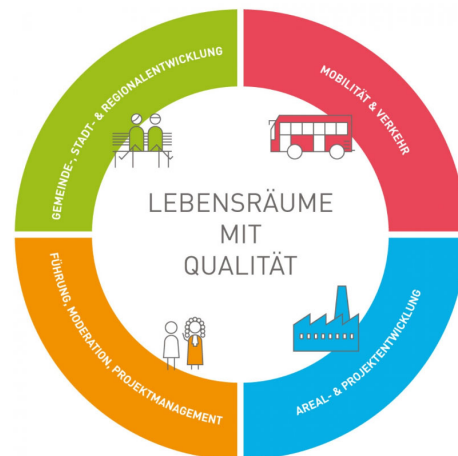 GEMEINDE-, STADT- & REGIONALENTWICKLUNG
MOBILITÄT & VERKEHR
LEBENSRÄUME
MIT
QUALITÄT
FÜHRUNG, MODERATION, PROJEKTMANAGEMENT
AREAL- & PROJEKTENTWICKLUNG